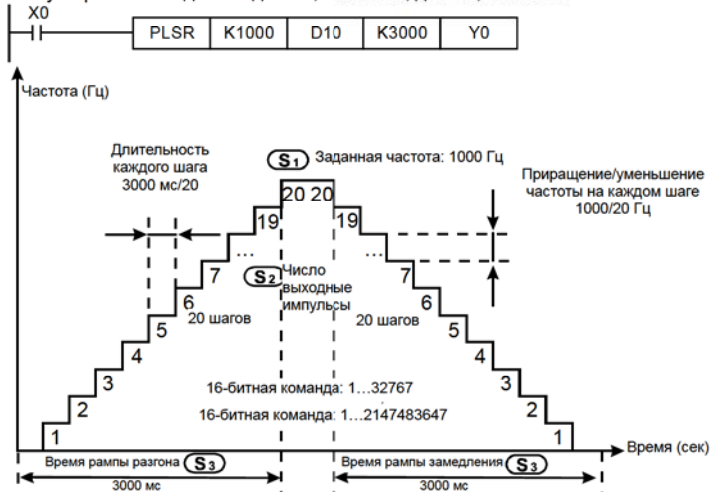 X0
PLSR K1000 D10 K3000 Y0
Частота (Гц)
Длительность
каждого шага
3000 мс/20
S1 Заданная частота: 1000 Гц
Приращение/уменьшение
частоты на каждом шаге
1000/20 Гц
20 20
19 19
... ...
S2 Число
выходные
импульсы
7 7
6 6
20 шагов 20 шагов
5 5
4 4
3 3
2 2
1 1
16-битная команда: 1...32767
16-битная команда: 1...2147483647
Время (сек)
Время рампы разгона S3
Время рампы замедления S3
3000 мс 3000 мс